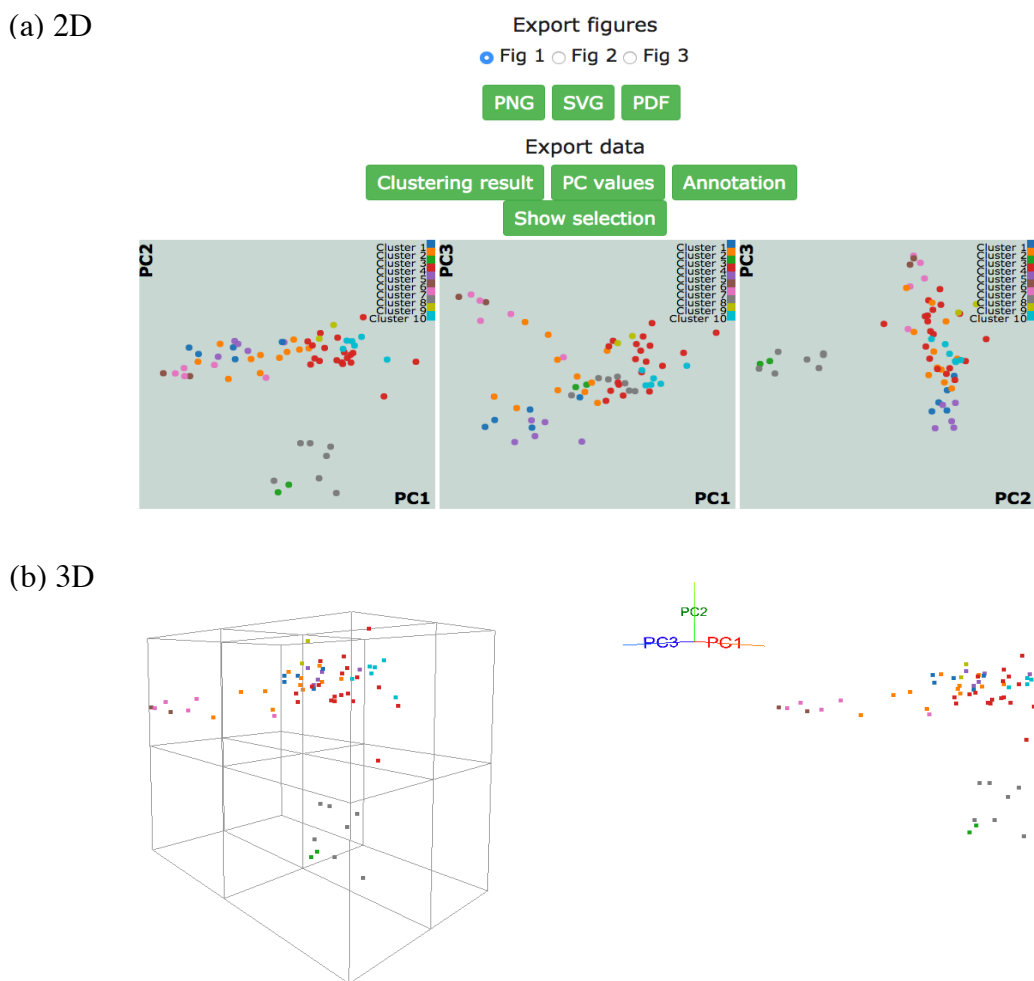 (a) 2D
Export figures
Fig 1 Fig 2 Fig 3
PNG SVG PDF
Export data
Clustering result PC values Annotation
Show selection
PC2
Cluster 1
Cluster 2
Cluster 3
Cluster 4
Cluster 5
Cluster 6
Cluster 7
Cluster 8
Cluster 9
Cluster 10
PC1
PC3
Cluster 1
Cluster 2
Cluster 3
Cluster 4
Cluster 5
Cluster 6
Cluster 7
Cluster 8
Cluster 9
Cluster 10
PC1
PC3
Cluster 1
Cluster 2
Cluster 3
Cluster 4
Cluster 5
Cluster 6
Cluster 7
Cluster 8
Cluster 9
Cluster 10
PC2
(b) 3D
PC2
PC3 PC1